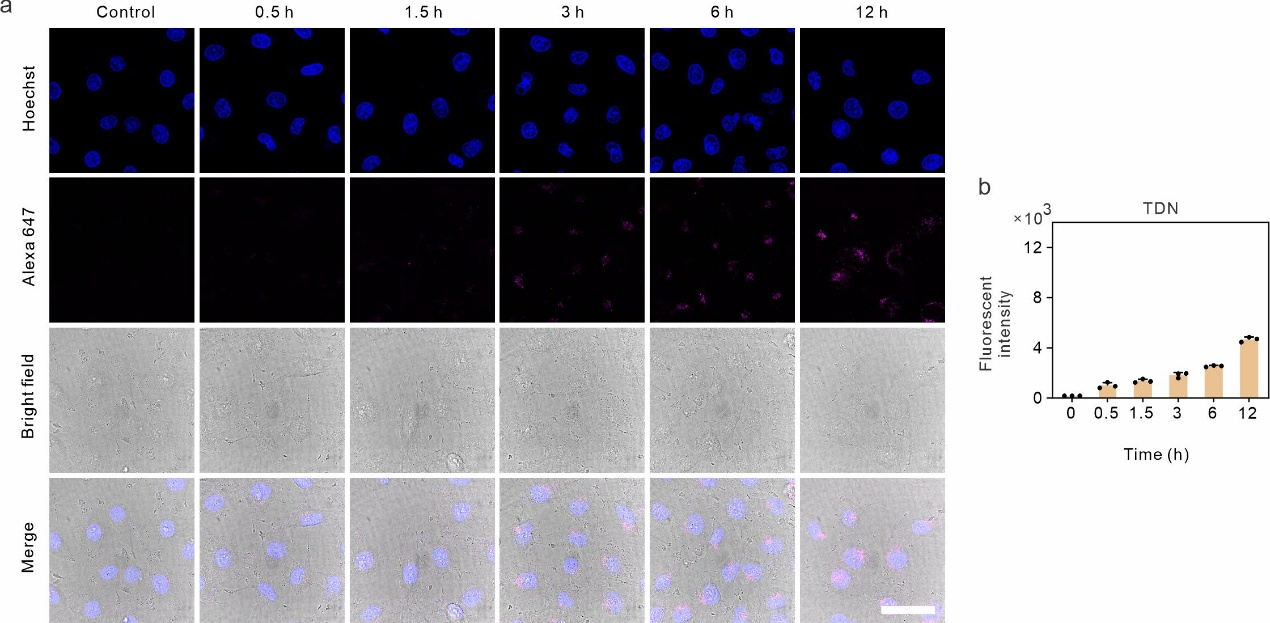 a
Control 0.5 h 1.5 h 3 h 6 h 12 h
Hoechst
Alexa 647
Bright field
Merge
b
TDN
×10³
12
8
4
0
Fluorescent
intensity
0 0.5 1.5 3 6 12
Time (h)